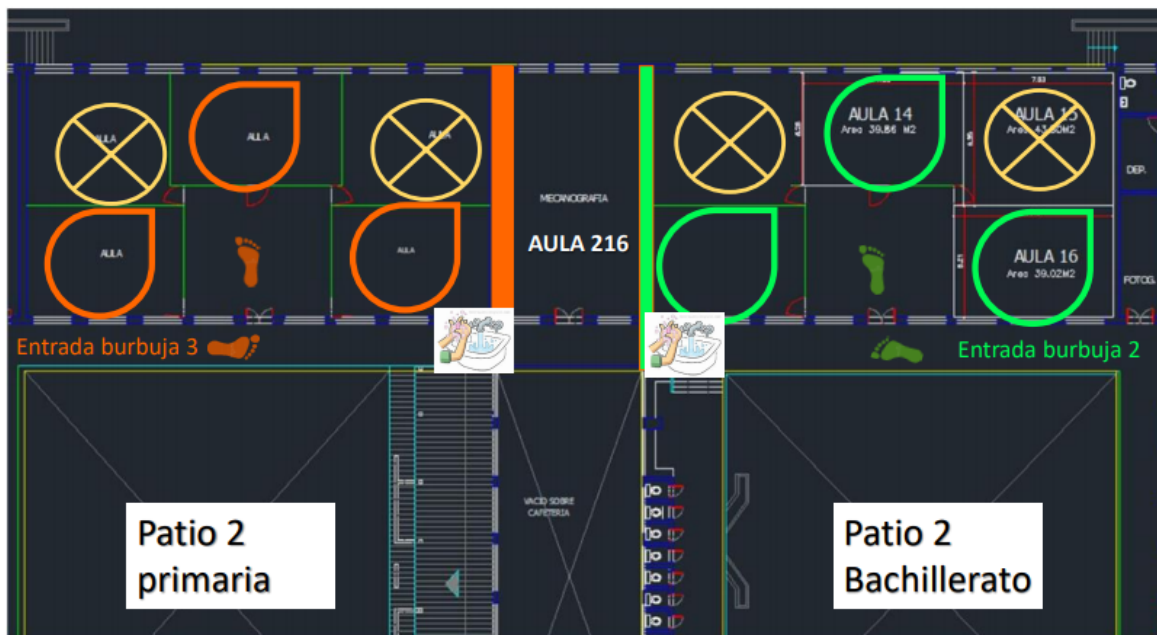 AULA
AULA
AULA
AULA
AULA
MECANOGRAFIA
AULA 216
AULA 14
Area 39.86 M2
AULA 15
AULA 16
Area 39.02M2
7.63
DEP.
FOTOG.
Entrada burbuja 3
Entrada burbuja 2
VACIO SOBRE
CAFETERIA
Patio 2
primaria
Patio 2
Bachillerato